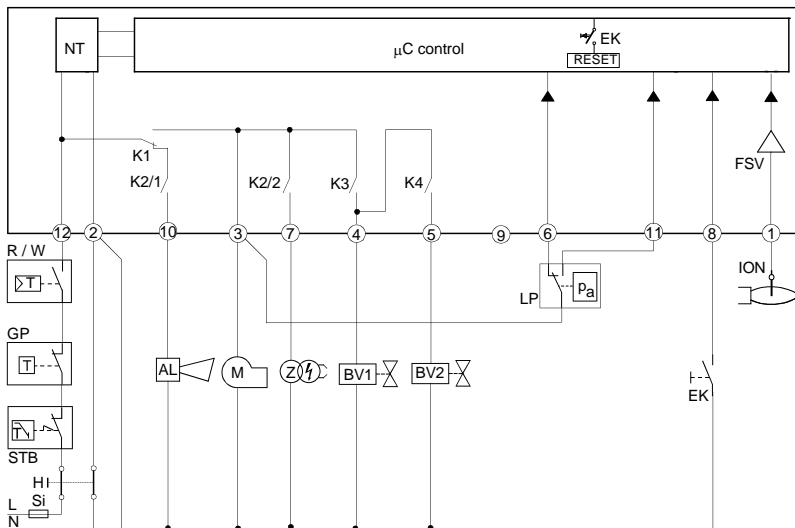 NT
µC control
EK
RESET
FSV
K1
K2/1
K2/2
K3
K4
12
2
10
3
7
4
5
9
6
11
8
1
R / W
T
LP
pa
ION
GP
T
AL
M
Z
BV1
BV2
EK
T
STB
H
Si
L
N